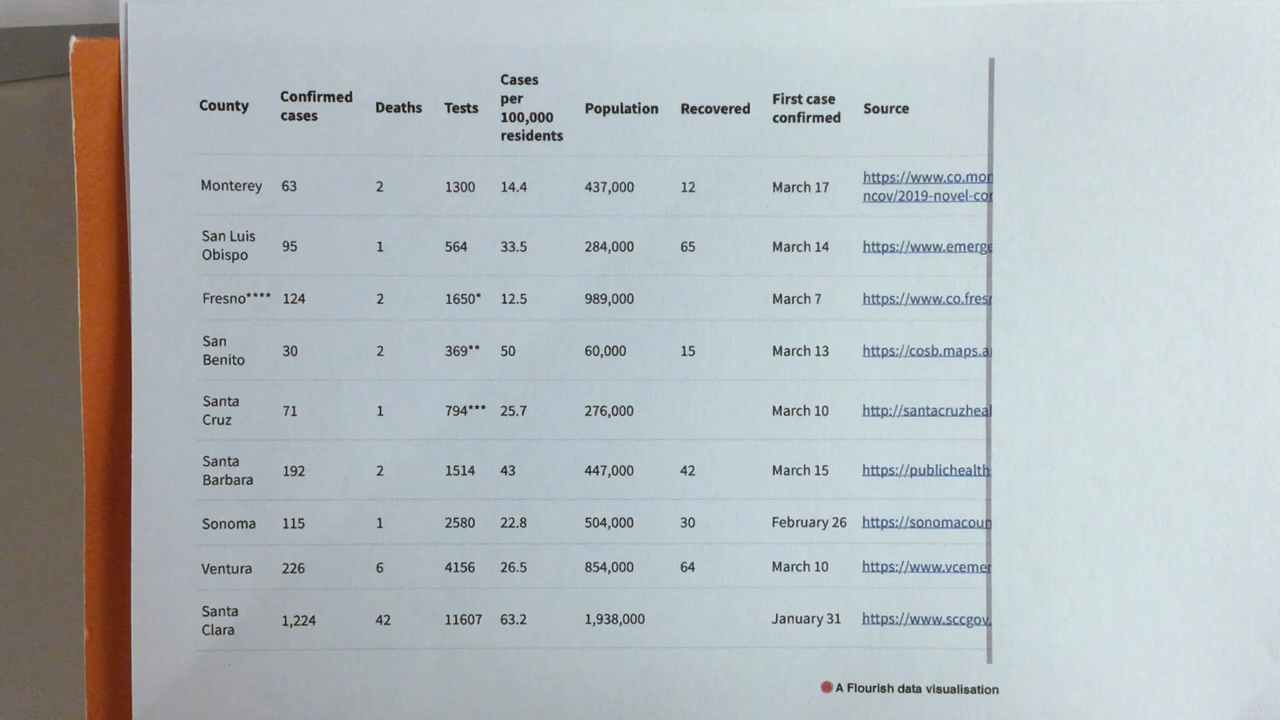 County Confirmed cases Deaths Tests Cases per 100,000 residents Population Recovered First case confirmed Source
Monterey 63 2 1300 14.4 437,000 12 March 17 https://www.co.mon
ncov/2019-novel-cor
San Luis Obispo 95 1 564 33.5 284,000 65 March 14 https://www.emerge
Fresno**** 124 2 1650* 12.5 989,000 March 7 https://www.co.fresn
San Benito 30 2 369** 50 60,000 15 March 13 https://cosb.maps.a
Santa Cruz 71 1 794*** 25.7 276,000 March 10 http://santacruzheal
Santa Barbara 192 2 1514 43 447,000 42 March 15 https://publichealth
Sonoma 115 1 2580 22.8 504,000 30 February 26 https://sonomacoun
Ventura 226 6 4156 26.5 854,000 64 March 10 https://www.vcemer
Santa Clara 1,224 42 11607 63.2 1,938,000 January 31 https://www.sccgov.
A Flourish data visualisation